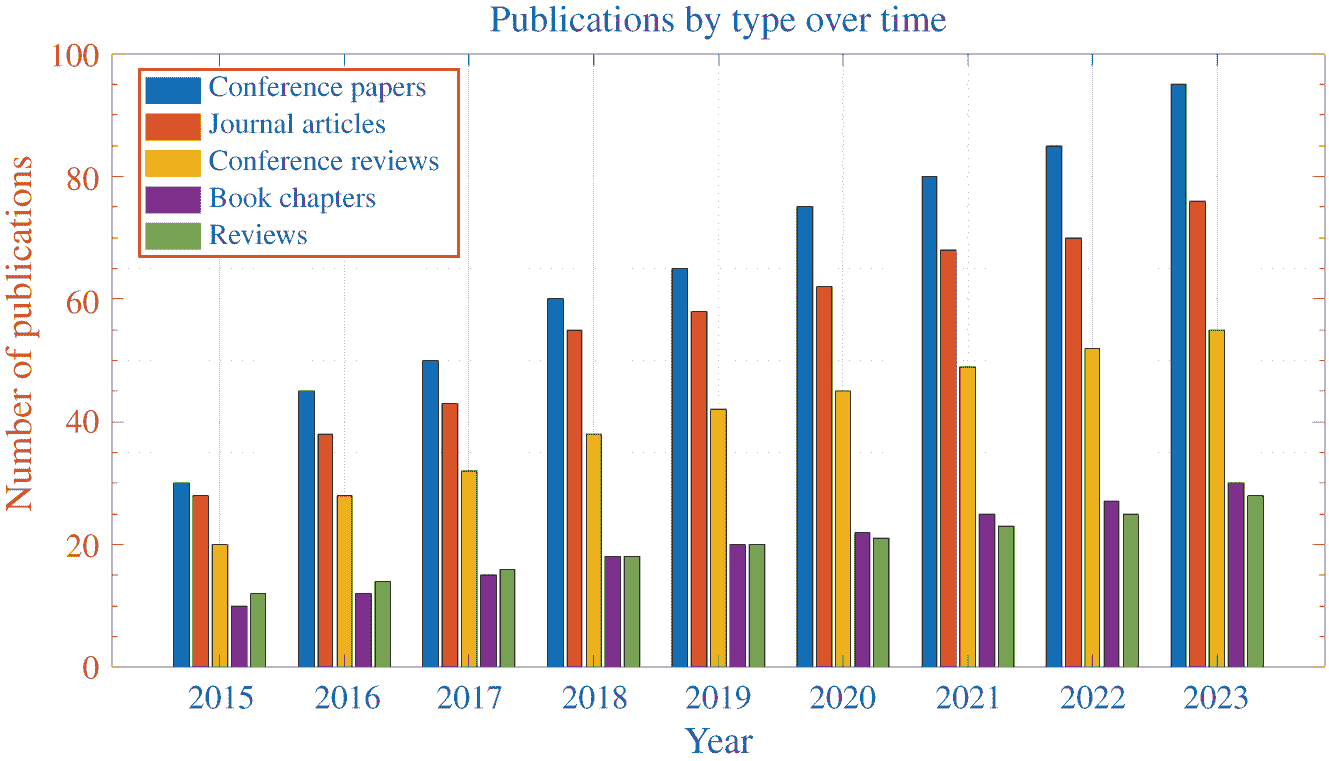 Publications by type over time
100
80
60
40
20
0
Number of publications
Conference papers
Journal articles
Conference reviews
Book chapters
Reviews
2015 2016 2017 2018 2019 2020 2021 2022 2023
Year